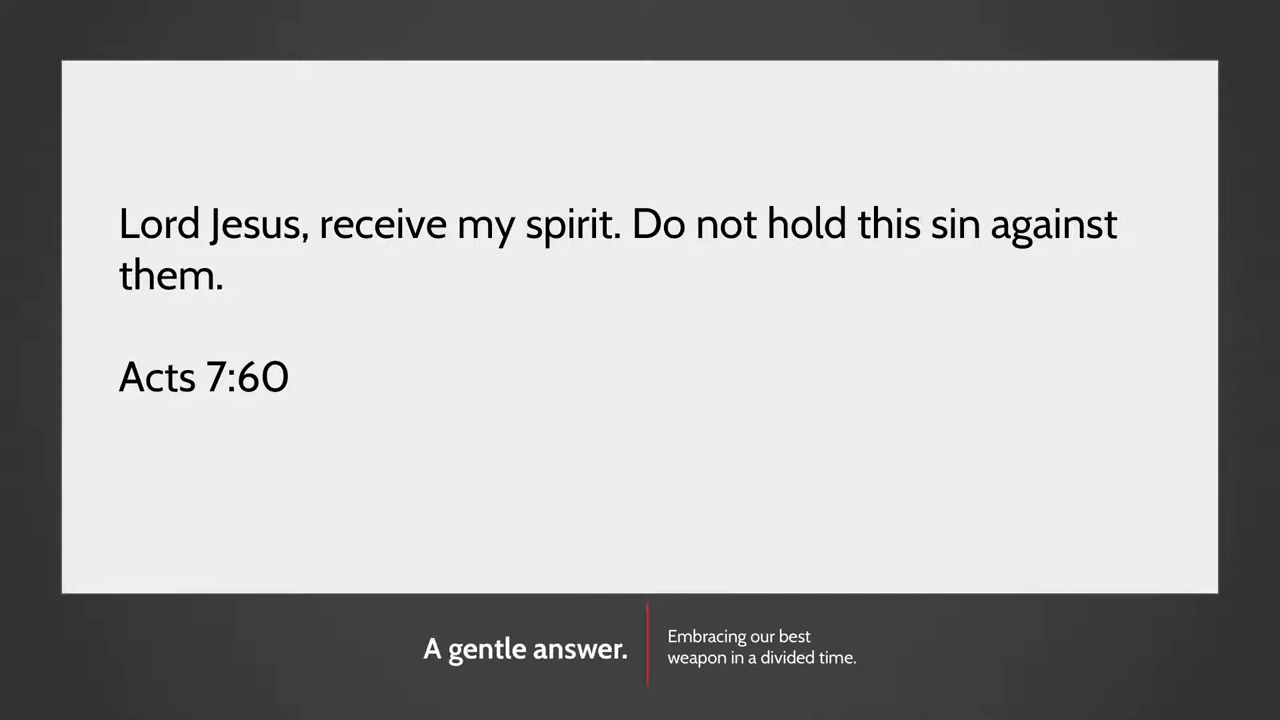 Lord Jesus, receive my spirit. Do not hold this sin against
them.
Acts 7:60
A gentle answer.
Embracing our best
weapon in a divided time.